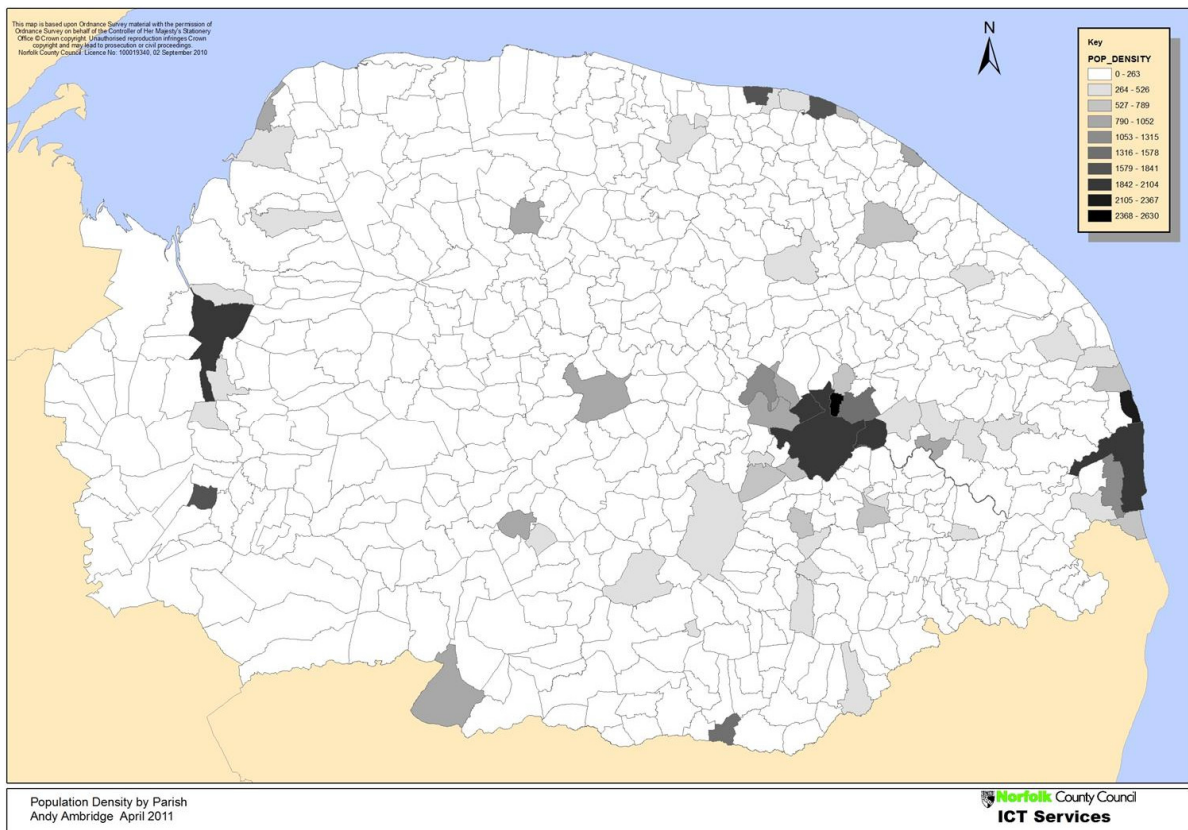 This map is based upon Ordnance Survey material with the permission of
Ordnance Survey on behalf of the Controller of Her Majesty's Stationery
Office © Crown copyright. Unauthorised reproduction infringes Crown
copyright and may lead to prosecution or civil proceedings.
Norfolk County Council. Licence No: 100019340, 02 September 2010
N
Key
POP_DENSITY
0 - 263
264 - 526
527 - 789
790 - 1052
1053 - 1315
1316 - 1578
1579 - 1841
1842 - 2104
2105 - 2367
2368 - 2630
Population Density by Parish
Andy Ambridge April 2011
Norfolk County Council
ICT Services